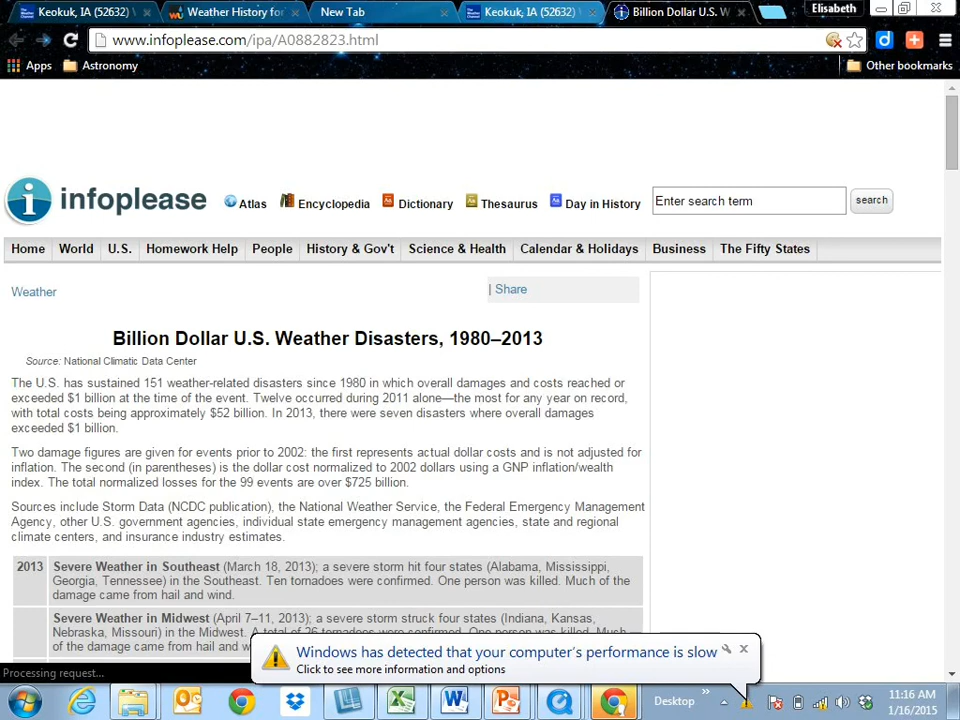 Keokuk, IA (52632)
Weather History for
New Tab
Keokuk, IA (52632)
Billion Dollar U.S. W
Elisabeth
www.infoplease.com/ipa/A0882823.html
Apps
Astronomy
Other bookmarks
infoplease
Atlas
Encyclopedia
Dictionary
Thesaurus
Day in History
Enter search term
search
Home
World
U.S.
Homework Help
People
History & Gov't
Science & Health
Calendar & Holidays
Business
The Fifty States
Weather
| Share
Billion Dollar U.S. Weather Disasters, 1980–2013
Source: National Climatic Data Center
The U.S. has sustained 151 weather-related disasters since 1980 in which overall damages and costs reached or
exceeded $1 billion at the time of the event. Twelve occurred during 2011 alone—the most for any year on record,
with total costs being approximately $52 billion. In 2013, there were seven disasters where overall damages
exceeded $1 billion.
Two damage figures are given for events prior to 2002: the first represents actual dollar costs and is not adjusted for
inflation. The second (in parentheses) is the dollar cost normalized to 2002 dollars using a GNP inflation/wealth
index. The total normalized losses for the 99 events are over $725 billion.
Sources include Storm Data (NCDC publication), the National Weather Service, the Federal Emergency Management
Agency, other U.S. government agencies, individual state emergency management agencies, state and regional
climate centers, and insurance industry estimates.
2013
Severe Weather in Southeast (March 18, 2013); a severe storm hit four states (Alabama, Mississippi,
Georgia, Tennessee) in the Southeast. Ten tornadoes were confirmed. One person was killed. Much of the
damage came from hail and wind.
Severe Weather in Midwest (April 7–11, 2013); a severe storm struck four states (Indiana, Kansas,
Nebraska, Missouri) in the Midwest. A total of 26 tornadoes were confirmed. One person was killed. Much
of the damage came from hail and w
Windows has detected that your computer's performance is slow
Click to see more information and options
Processing request...
Desktop
11:16 AM
1/16/2015